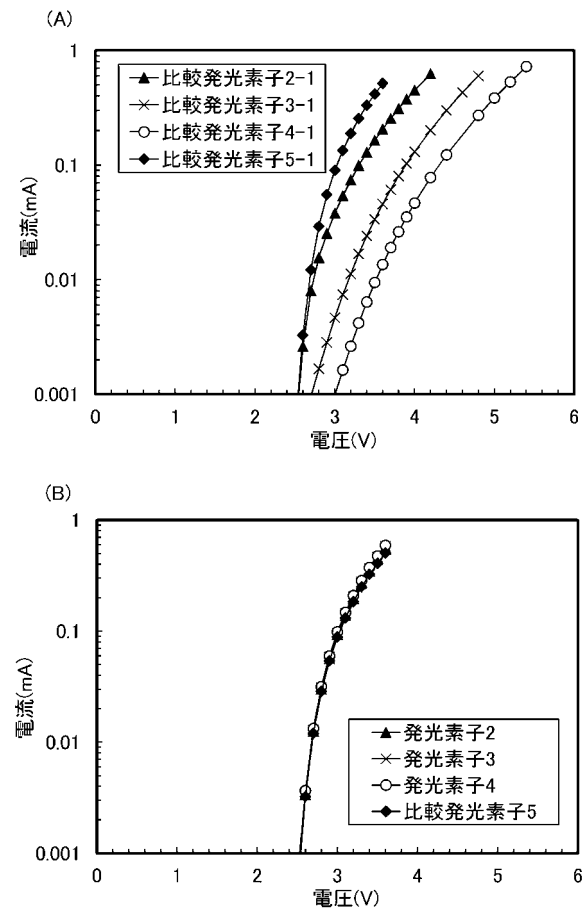 (A)
1
0.1
0.01
0.001
電流(mA)
比較発光素子2-1
比較発光素子3-1
比較発光素子4-1
比較発光素子5-1
0 1 2 3 4 5 6
電圧(V)
(B)
1
0.1
0.01
0.001
電流(mA)
発光素子2
発光素子3
発光素子4
比較発光素子5
0 1 2 3 4 5 6
電圧(V)